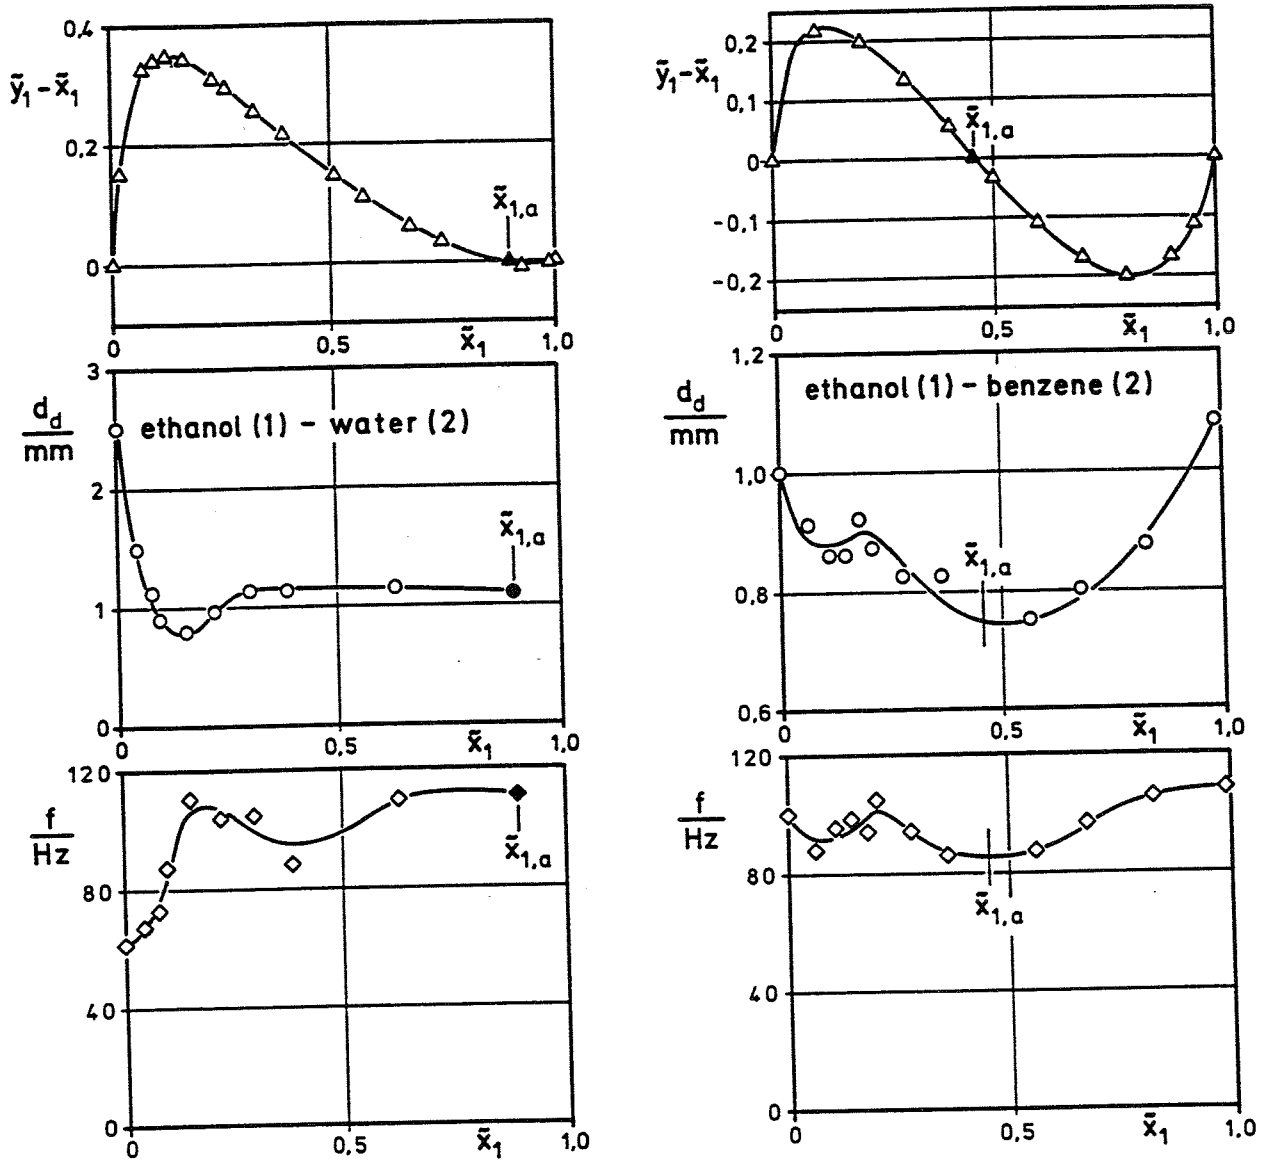 0,4
ỹ₁-x̃₁
0,2
x̃₁,ₐ
0
0
0,5
x̃₁
1,0
3
d_d
mm
ethanol (1) - water (2)
2
x̃₁,ₐ
1
0
0
0,5
x̃₁
1,0
120
f
Hz
x̃₁,ₐ
80
40
0
0
0,5
x̃₁
1,0
0,2
ỹ₁-x̃₁
0,1
x̃₁,ₐ
0
-0,1
-0,2
0
0,5
x̃₁
1,0
1,2
d_d
mm
ethanol (1) - benzene (2)
1,0
x̃₁,ₐ
0,8
0,6
0
0,5
x̃₁
1,0
120
f
Hz
80
x̃₁,ₐ
40
0
0
0,5
x̃₁
1,0